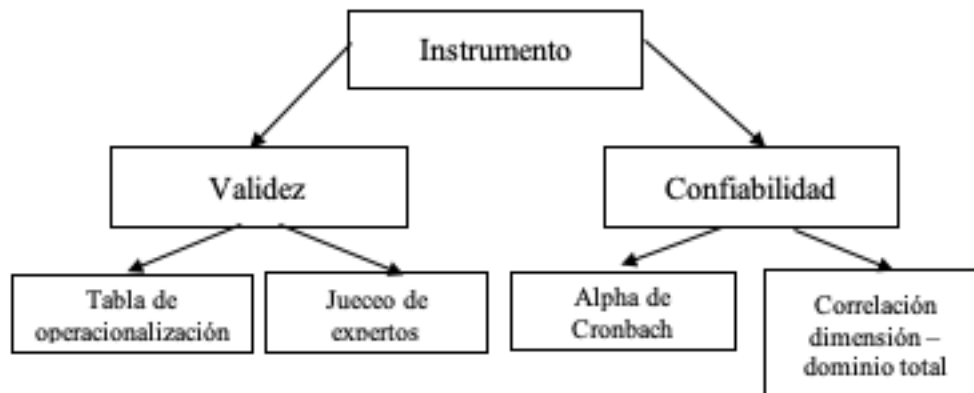 Instrumento
Validez
Confiabilidad
Tabla de
operacionalización
Jueceo de
expertos
Alpha de
Cronbach
Correlación
dimensión –
dominio total